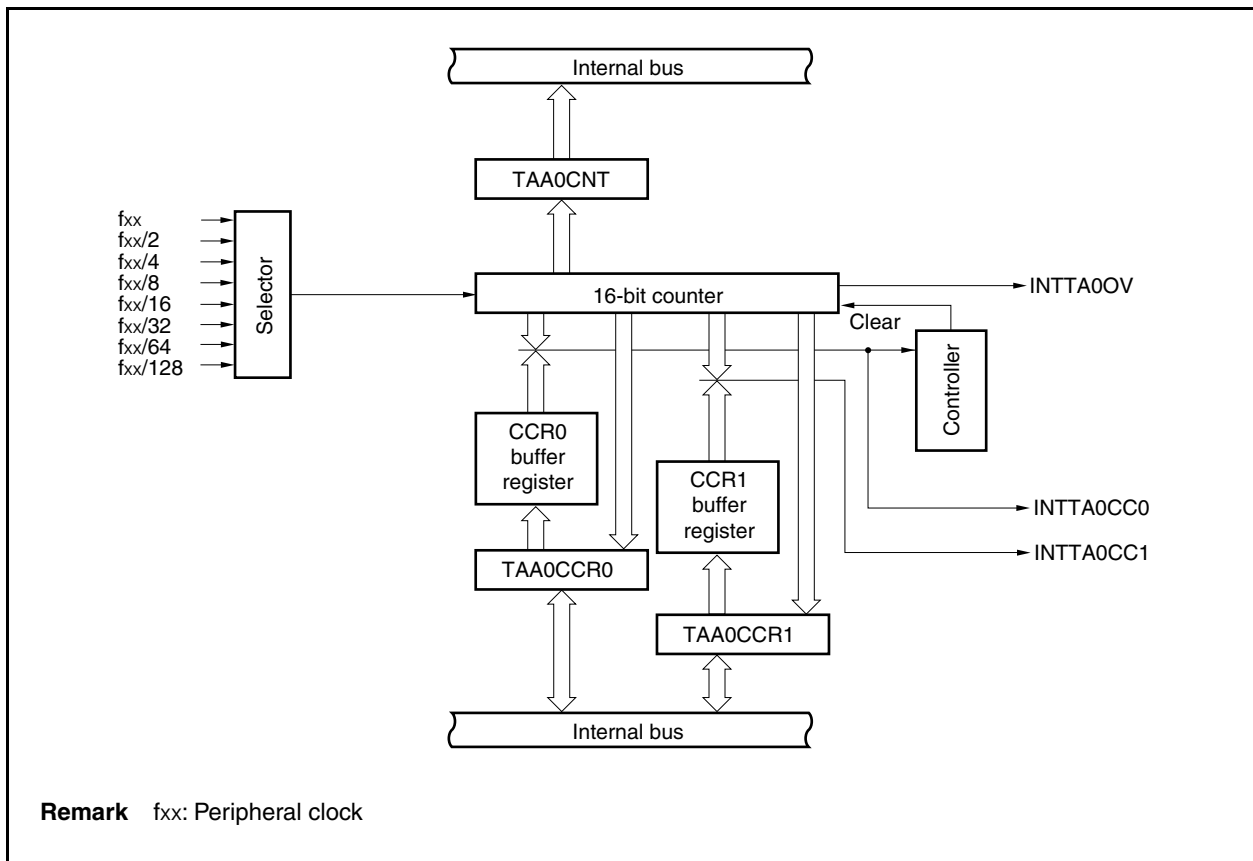 Internal bus
TAA0CNT
fxx
fxx/2
fxx/4
fxx/8
fxx/16
fxx/32
fxx/64
fxx/128
Selector
16-bit counter
INTTA0OV
Clear
Controller
CCR0
buffer
register
CCR1
buffer
register
INTTA0CC0
INTTA0CC1
TAA0CCR0
TAA0CCR1
Internal bus
Remark fxx: Peripheral clock